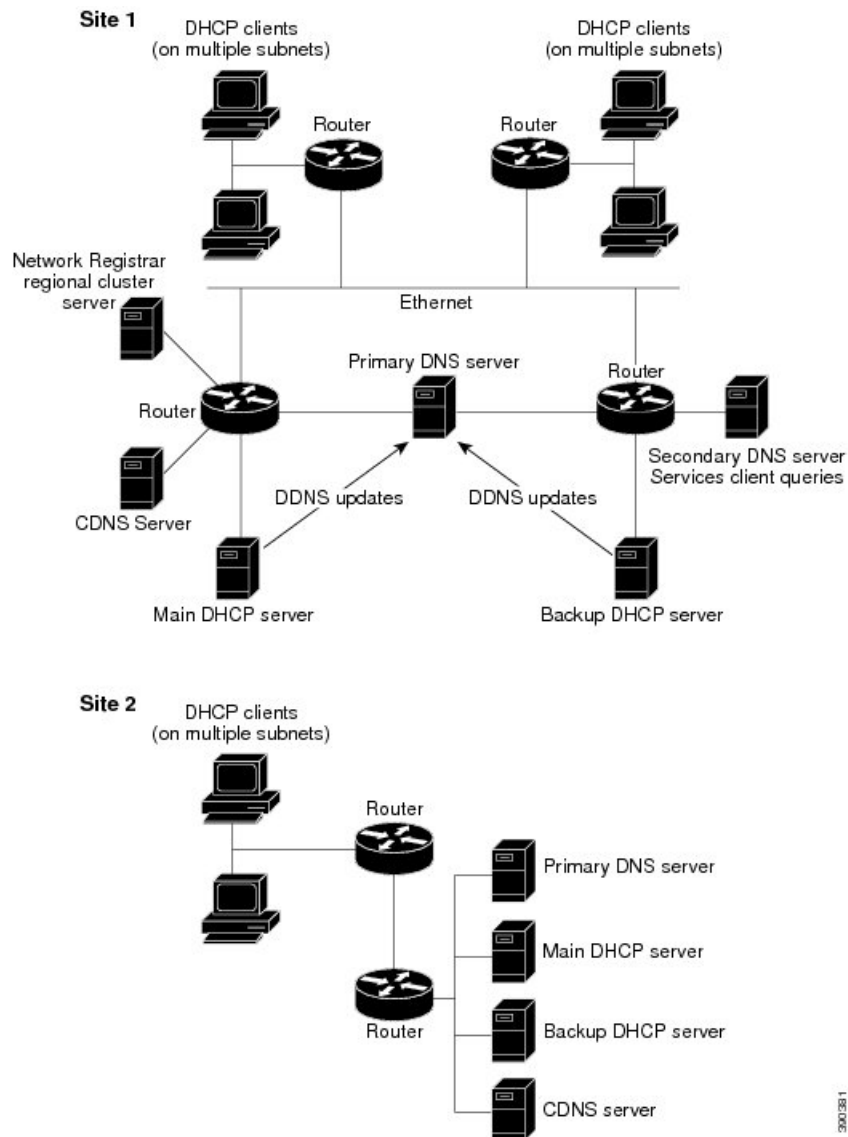 Site 1
DHCP clients
(on multiple subnets)
DHCP clients
(on multiple subnets)
Router
Router
Network Registrar
regional cluster
server
Ethernet
Primary DNS server
Router
Router
Secondary DNS server
Services client queries
CDNS Server
DDNS updates
DDNS updates
Main DHCP server
Backup DHCP server
Site 2
DHCP clients
(on multiple subnets)
Router
Primary DNS server
Main DHCP server
Router
Backup DHCP server
CDNS server
390381